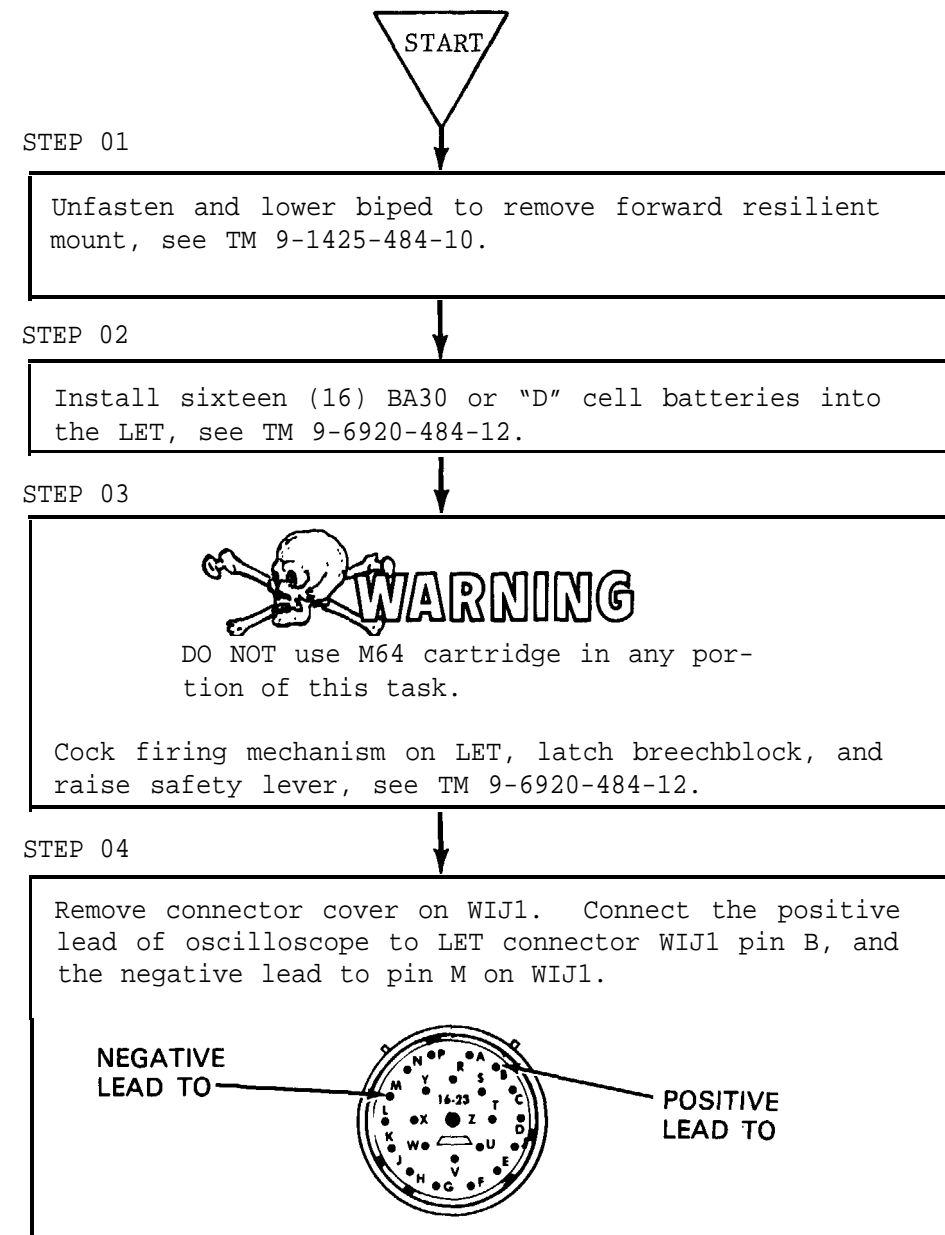 START
STEP 01
Unfasten and lower biped to remove forward resilient
mount, see TM 9-1425-484-10.
STEP 02
Install sixteen (16) BA30 or “D” cell batteries into
the LET, see TM 9-6920-484-12.
STEP 03
WARNING
DO NOT use M64 cartridge in any por-
tion of this task.
Cock firing mechanism on LET, latch breechblock, and
raise safety lever, see TM 9-6920-484-12.
STEP 04
Remove connector cover on WIJ1. Connect the positive
lead of oscilloscope to LET connector WIJ1 pin B, and
the negative lead to pin M on WIJ1.
NEGATIVE
LEAD TO
N P A
M Y R S B
L 16-23 T C
X Z D
K W U
J V E
H G F
POSITIVE
LEAD TO